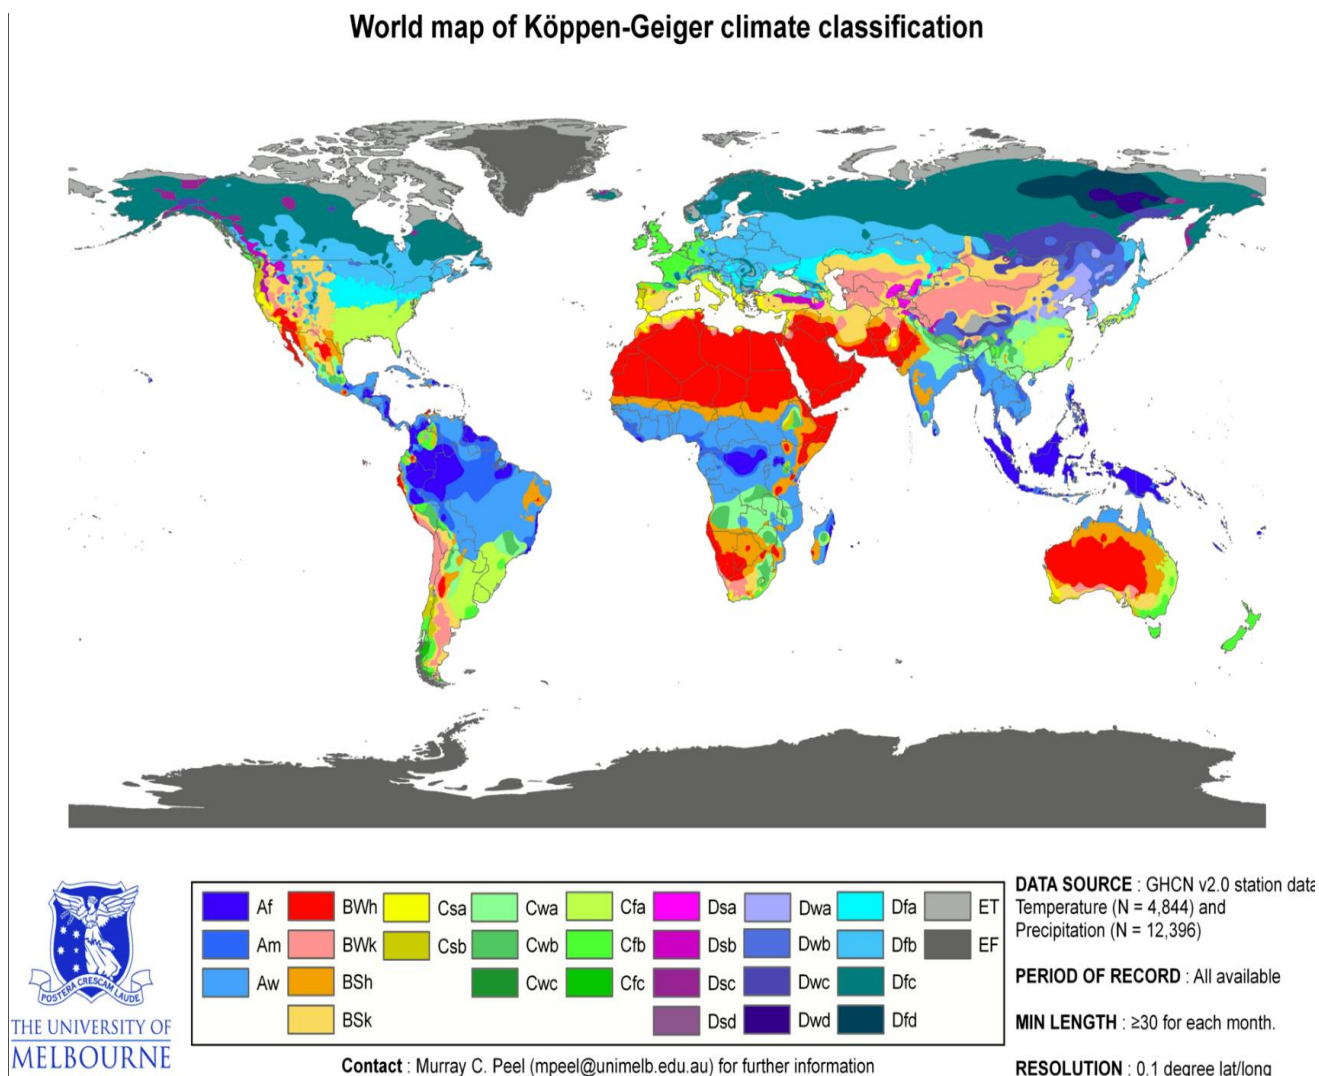 World map of Köppen-Geiger climate classification
Af
BWh
Csa
Cwa
Cfa
Dsa
Dwa
Dfa
ET
Am
BWk
Csb
Cwb
Cfb
Dsb
Dwb
Dfb
EF
Aw
BSh
Cwc
Cfc
Dsc
Dwc
Dfc
BSk
Dsd
Dwd
Dfd
DATA SOURCE : GHCN v2.0 station data
Temperature (N = 4,844) and
Precipitation (N = 12,396)
PERIOD OF RECORD : All available
MIN LENGTH : ≥30 for each month.
RESOLUTION : 0.1 degree lat/long
POSTERA CRESCAM LAUDE
THE UNIVERSITY OF
MELBOURNE
Contact : Murray C. Peel (mpeel@unimelb.edu.au) for further information